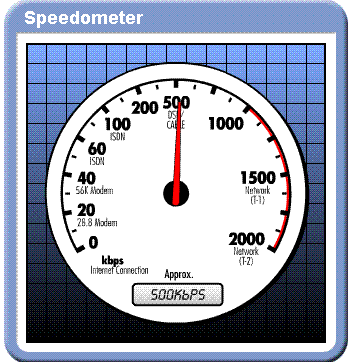 Speedometer
500
DSL/
CABLE
200
1000
100
ISDN
60
ISDN
40
56K Modem
1500
Network
(T-1)
20
28.8 Modem
0
2000
Network
(T-2)
kbps
Internet Connection
Approx.
500KbPS